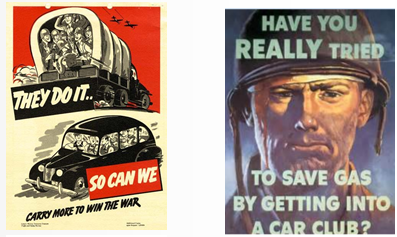 THEY DO IT..
SO CAN WE
CARRY MORE TO WIN THE WAR
HAVE YOU
REALLY TRIED
TO SAVE GAS
BY GETTING INTO
A CAR CLUB?